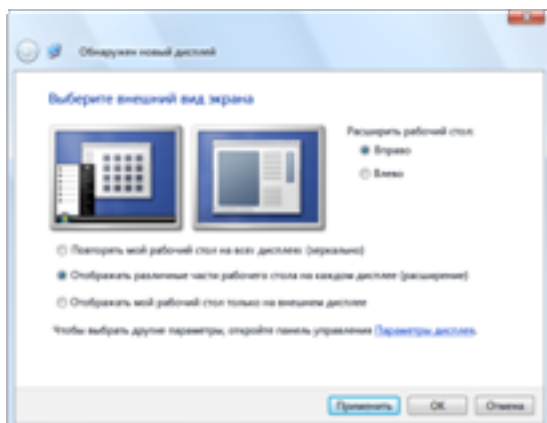 Обнаружен новый дисплей
Выберите внешний вид экрана
Расширить рабочий стол:
Вправо
Влево
Повторять мой рабочий стол на всех дисплеях (зеркально)
Отображать различные части рабочего стола на каждом дисплее (расширение)
Отображать мой рабочий стол только на внешнем дисплее
Чтобы выбрать другие параметры, откройте панель управления Параметры дисплея.
Применить ОК Отмена